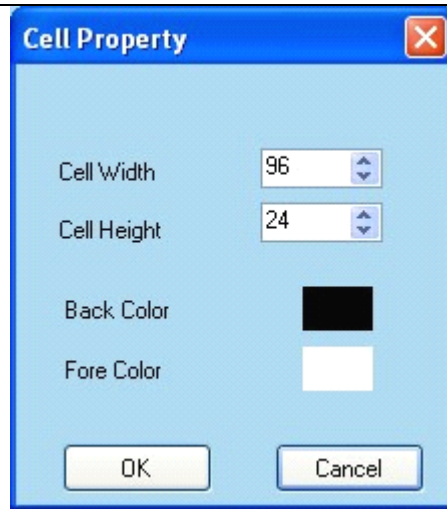 Cell Property
Cell Width 96
Cell Height 24
Back Color
Fore Color
OK Cancel